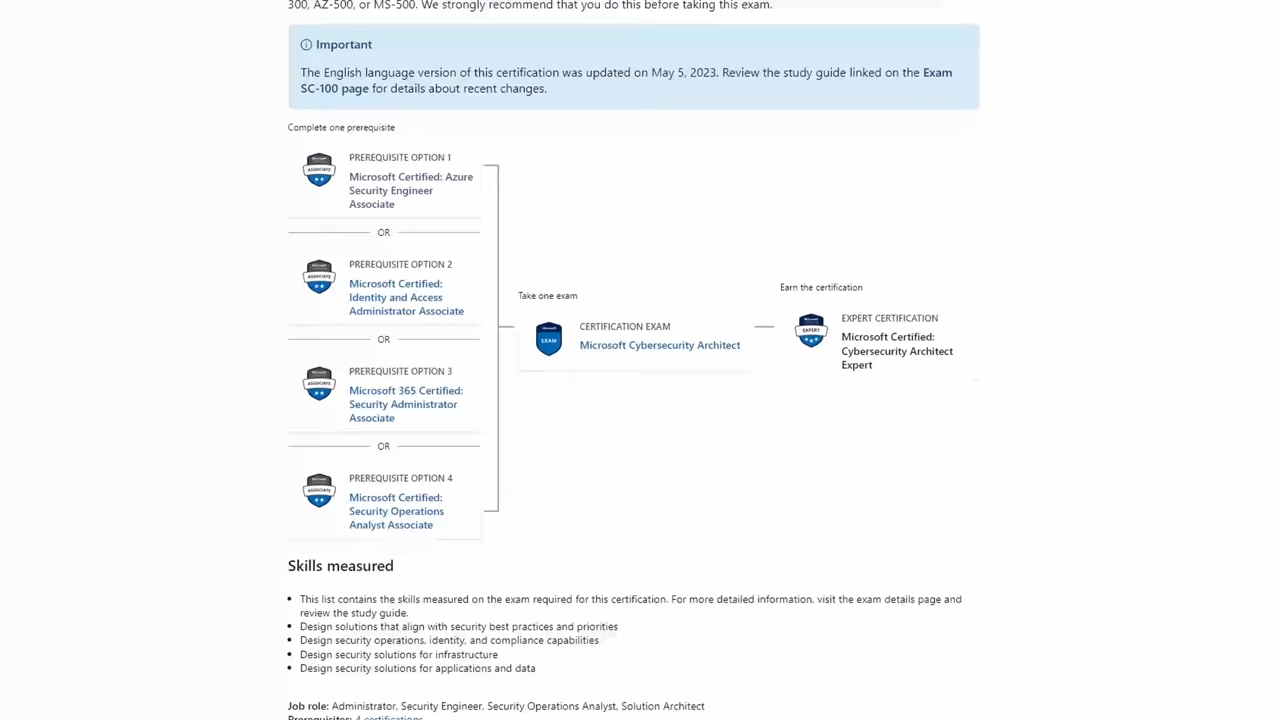 300, AZ-500, or MS-500. We strongly recommend that you do this before taking this exam.
Important
The English language version of this certification was updated on May 5, 2023. Review the study guide linked on the Exam
SC-100 page for details about recent changes.
Complete one prerequisite
PREREQUISITE OPTION 1
Microsoft Certified: Azure
Security Engineer
Associate
ASSOCIATE
OR
PREREQUISITE OPTION 2
Microsoft Certified:
Identity and Access
Administrator Associate
ASSOCIATE
OR
PREREQUISITE OPTION 3
Microsoft 365 Certified:
Security Administrator
Associate
ASSOCIATE
OR
PREREQUISITE OPTION 4
Microsoft Certified:
Security Operations
Analyst Associate
ASSOCIATE
Take one exam
EXAM
CERTIFICATION EXAM
Microsoft Cybersecurity Architect
Earn the certification
EXPERT
EXPERT CERTIFICATION
Microsoft Certified:
Cybersecurity Architect
Expert
Skills measured
This list contains the skills measured on the exam required for this certification. For more detailed information, visit the exam details page and
review the study guide.
Design solutions that align with security best practices and priorities
Design security operations, identity, and compliance capabilities
Design security solutions for infrastructure
Design security solutions for applications and data
Job role: Administrator, Security Engineer, Security Operations Analyst, Solution Architect
Prerequisites: 4 certifications